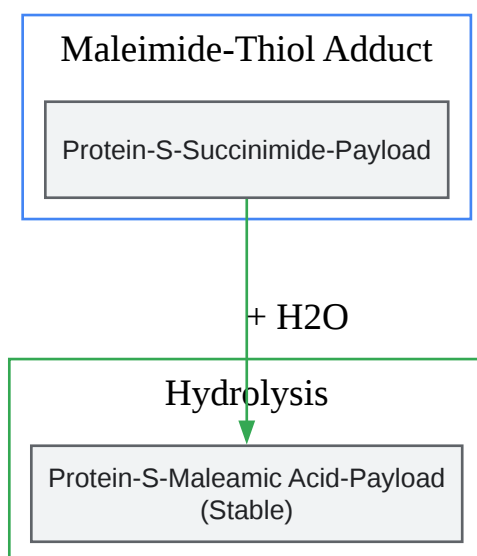 Maleimide-Thiol Adduct
Protein-S-Succinimide-Payload
+ H2O
Hydrolysis
Protein-S-Maleamic Acid-Payload
(Stable)